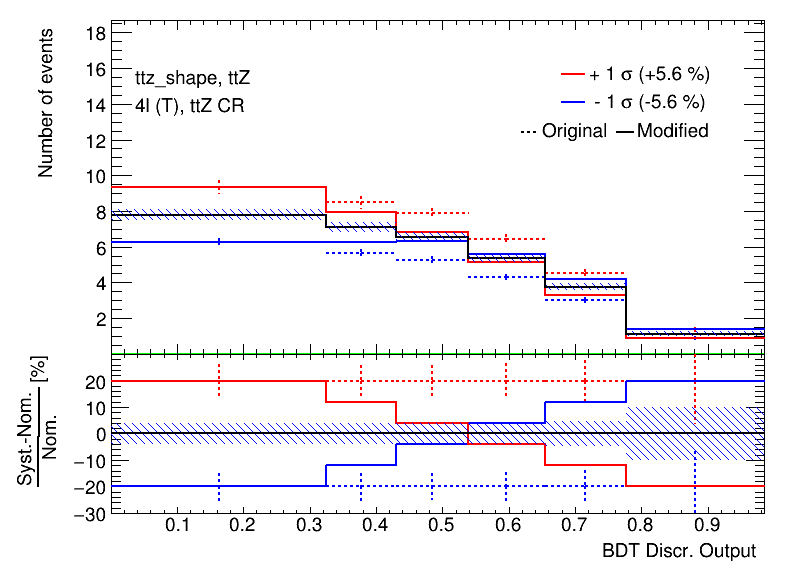 18
16
14
12
10
8
6
4
2
Number of events
ttz_shape, ttZ
4l (T), ttZ CR
+ 1 σ (+5.6 %)
- 1 σ (-5.6 %)
Original
Modified
20
10
0
−10
−20
−30
Syst.-Nom.
Nom.
[%]
0.1 0.2 0.3 0.4 0.5 0.6 0.7 0.8 0.9
BDT Discr. Output